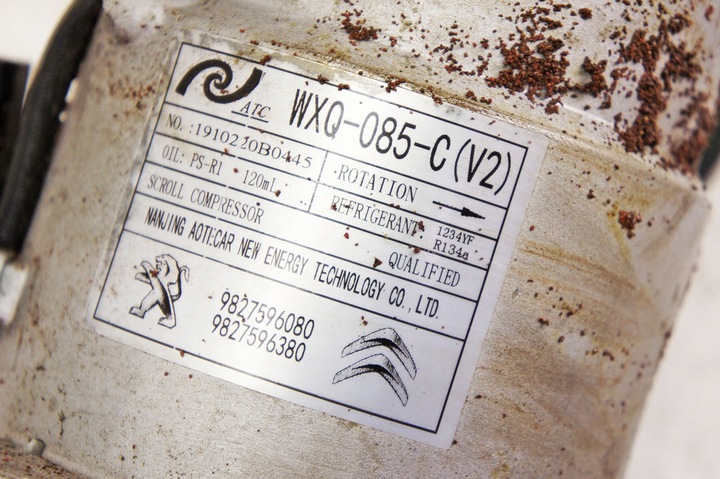 ATC WXQ-085-C(V2)
NO.:1910220B0445
ROTATION
OIL: PS-R1 120mL
REFRIGERANT: 1234YF
R134a
SCROLL COMPRESSOR
QUALIFIED
NANJING AOTECAR NEW ENERGY TECHNOLOGY CO., LTD.
9827596080
9827596380